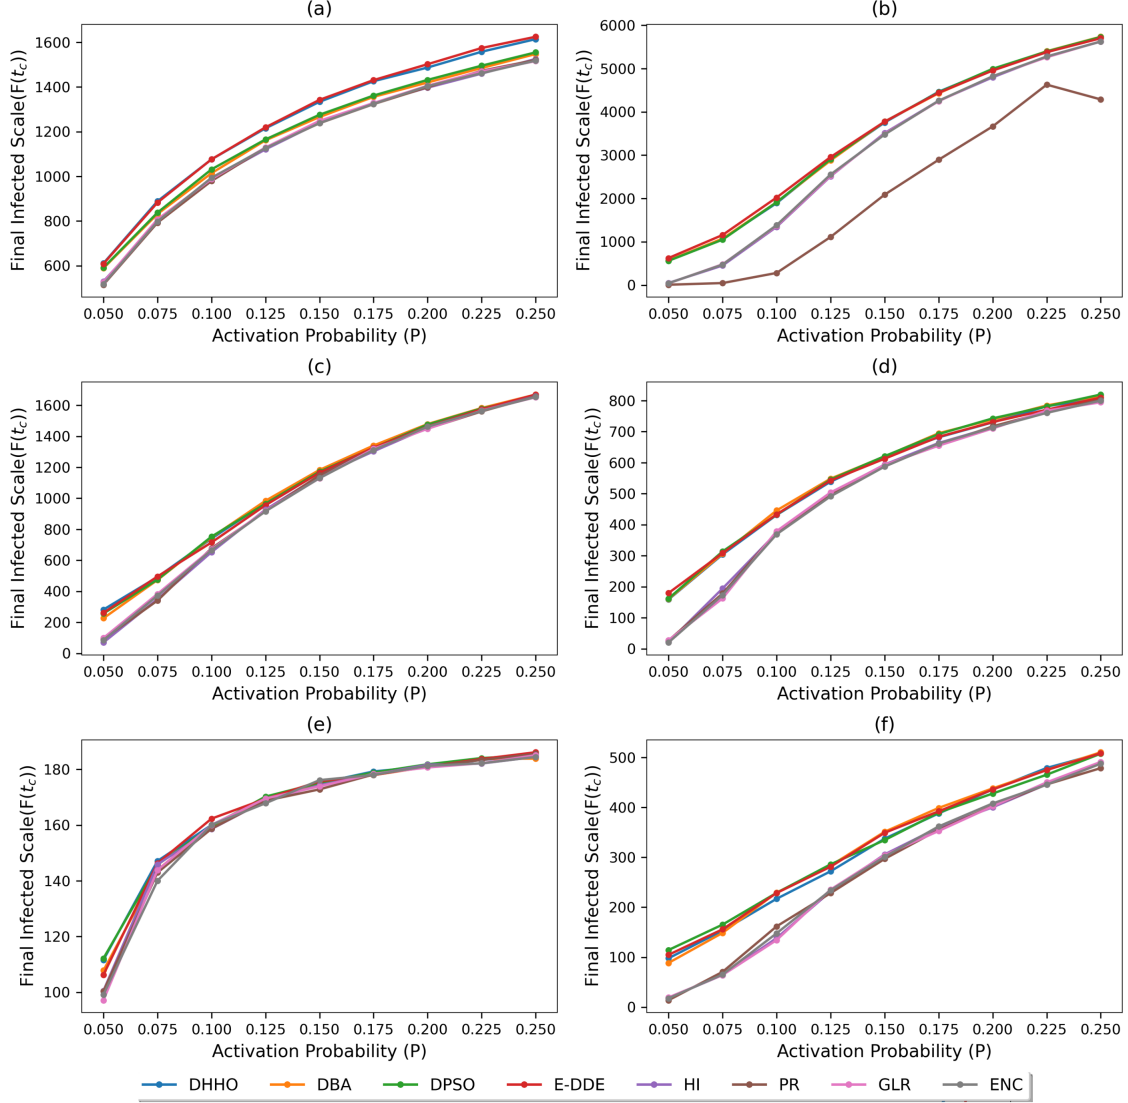 (a)
Final Infected Scale(F(t_c))
1600
1400
1200
1000
800
600
0.050 0.075 0.100 0.125 0.150 0.175 0.200 0.225 0.250
Activation Probability (P)
(b)
Final Infected Scale(F(t_c))
6000
5000
4000
3000
2000
1000
0
0.050 0.075 0.100 0.125 0.150 0.175 0.200 0.225 0.250
Activation Probability (P)
(c)
Final Infected Scale(F(t_c))
1600
1400
1200
1000
800
600
400
200
0
0.050 0.075 0.100 0.125 0.150 0.175 0.200 0.225 0.250
Activation Probability (P)
(d)
Final Infected Scale(F(t_c))
800
700
600
500
400
300
200
100
0
0.050 0.075 0.100 0.125 0.150 0.175 0.200 0.225 0.250
Activation Probability (P)
(e)
Final Infected Scale(F(t_c))
180
160
140
120
100
0.050 0.075 0.100 0.125 0.150 0.175 0.200 0.225 0.250
Activation Probability (P)
(f)
Final Infected Scale(F(t_c))
500
400
300
200
100
0
0.050 0.075 0.100 0.125 0.150 0.175 0.200 0.225 0.250
Activation Probability (P)
DHHO DBA DPSO E-DDE HI PR GLR ENC